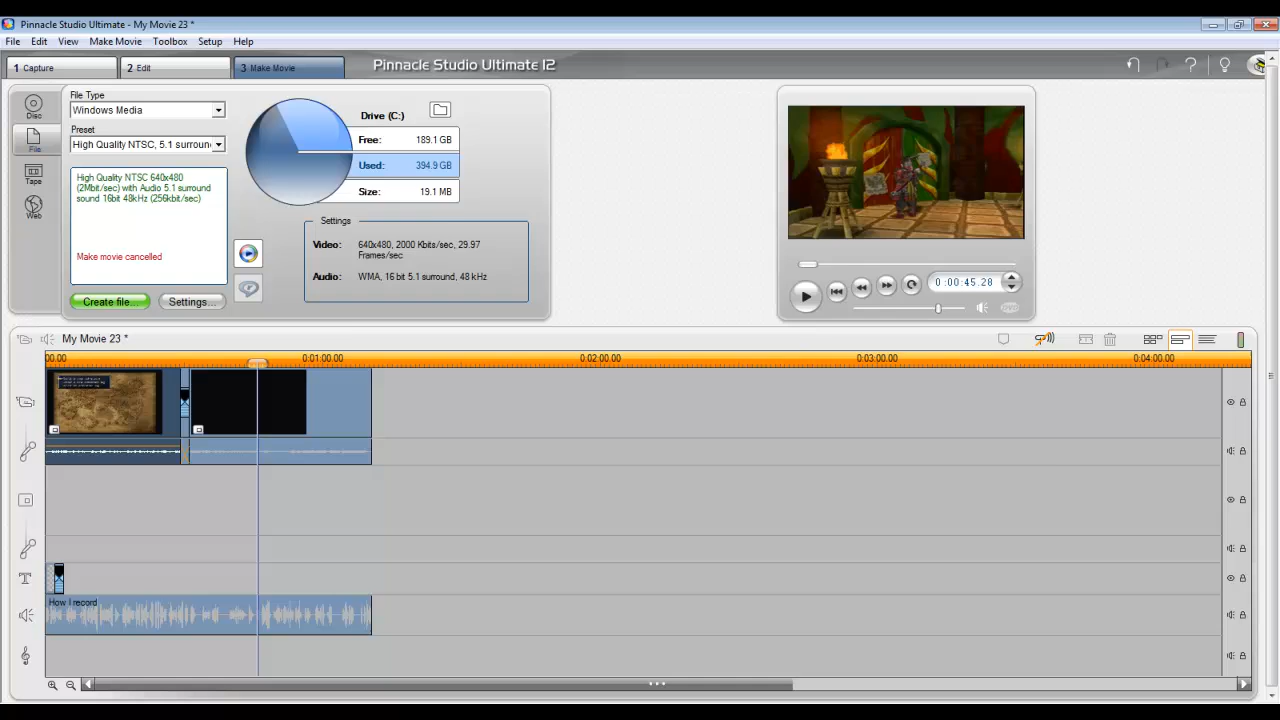 Pinnacle Studio Ultimate - My Movie 23 *
File Edit View Make Movie Toolbox Setup Help
1 Capture 2 Edit 3 Make Movie Pinnacle Studio Ultimate 12
Disc
File
Tape
Web
File Type
Windows Media
Preset
High Quality NTSC, 5.1 surroun
High Quality NTSC 640x480
(2Mbit/sec) with Audio 5.1 surround
sound 16bit 48kHz (256kbit/sec)
Make movie cancelled
Create file... Settings...
Drive (C:)
Free: 189.1 GB
Used: 394.9 GB
Size: 19.1 MB
Settings
Video: 640x480, 2000 Kbits/sec, 29.97
Frames/sec
Audio: WMA, 16 bit 5.1 surround, 48 kHz
0:00:45.28
My Movie 23 *
00.00 0:01:00.00 0:02:00.00 0:03:00.00 0:04:00.00
How I record